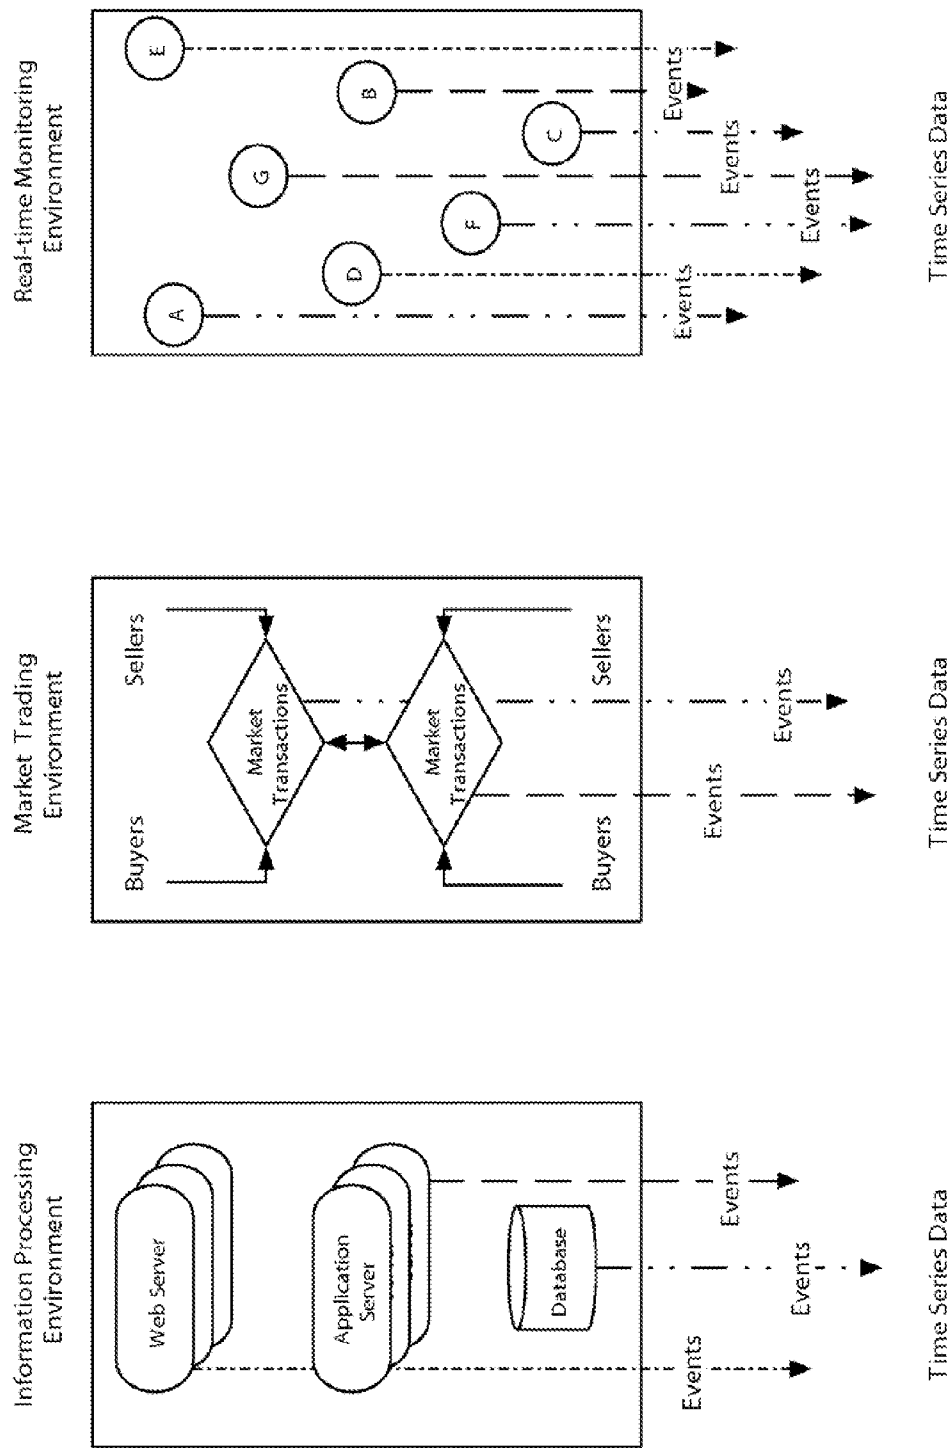 Information Processing
Environment
Web Server
Application
Server
Database
Events
Events
Events
Time Series Data
Market Trading
Environment
Buyers
Sellers
Market
Transactions
Market
Transactions
Buyers
Sellers
Events
Events
Time Series Data
Real-time Monitoring
Environment
E
B
G
C
F
D
A
Events
Events
Events
Events
Time Series Data